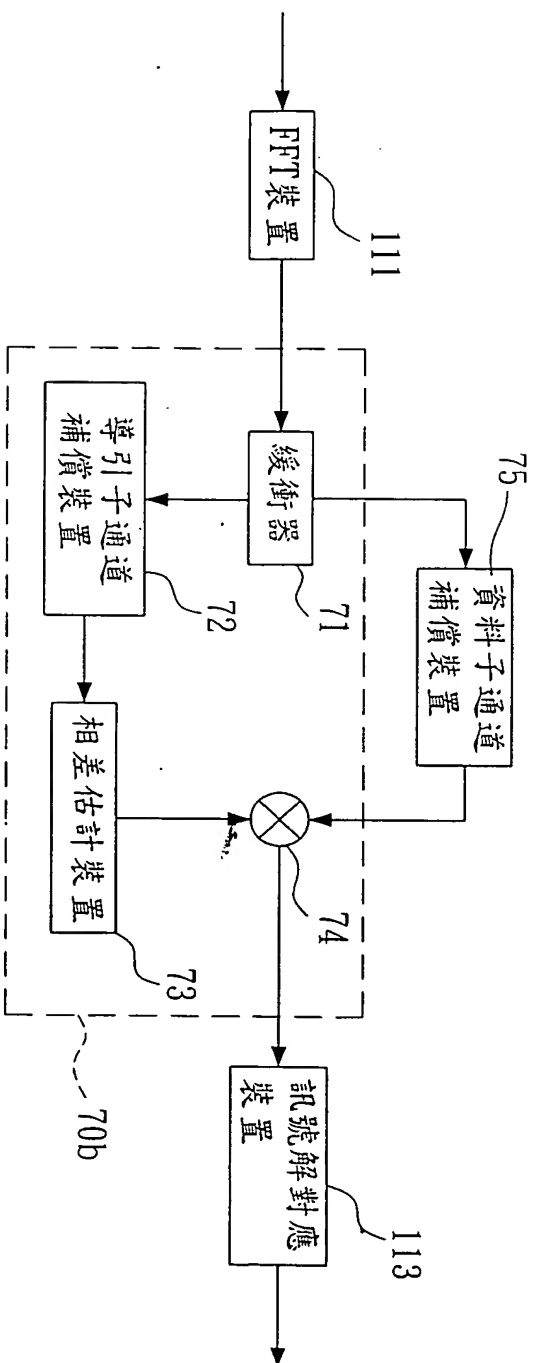 FFT裝置
111
緩衝器
71
導引子通道
補償裝置
72
相差估計裝置
73
74
75
資料子通道
補償裝置
70b
訊號解對應
裝置
113